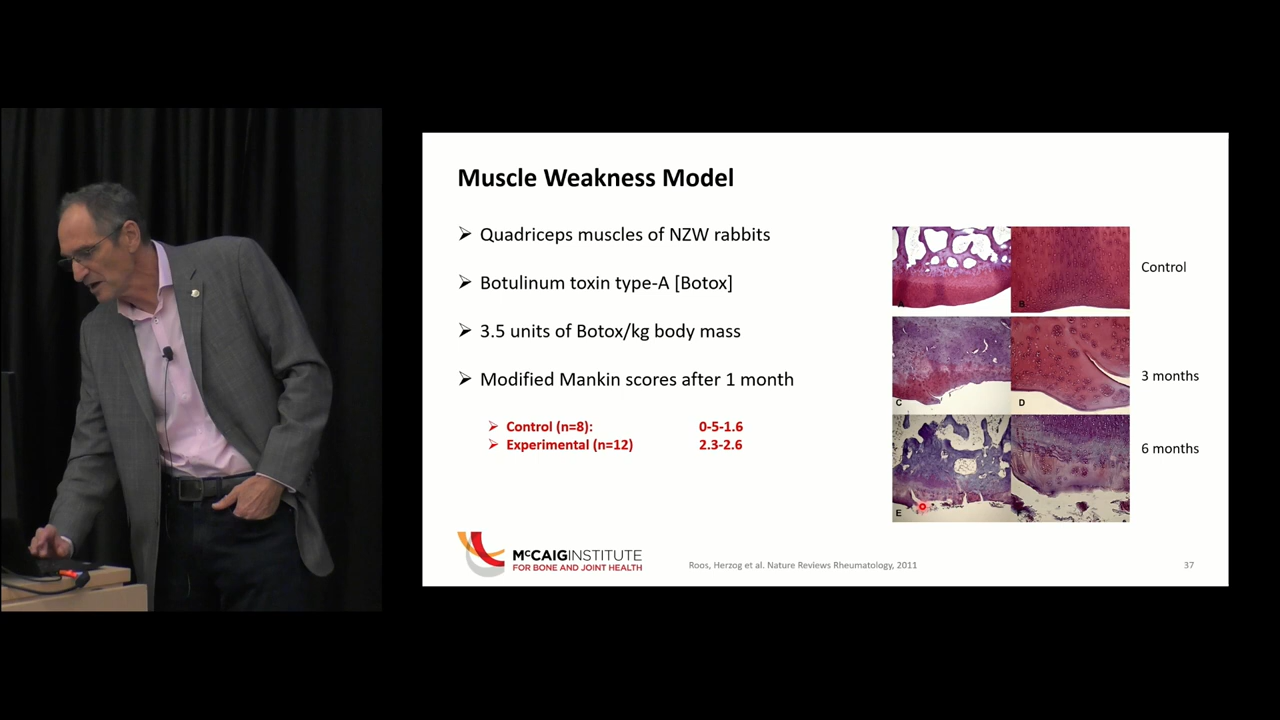 Muscle Weakness Model
➢ Quadriceps muscles of NZW rabbits
➢ Botulinum toxin type-A [Botox]
➢ 3.5 units of Botox/kg body mass
➢ Modified Mankin scores after 1 month
➢ Control (n=8): 0-5-1.6
➢ Experimental (n=12) 2.3-2.6
A B
Control
C D
3 months
6 months
E
McCAIGINSTITUTE
FOR BONE AND JOINT HEALTH
Roos, Herzog et al. Nature Reviews Rheumatology, 2011
37